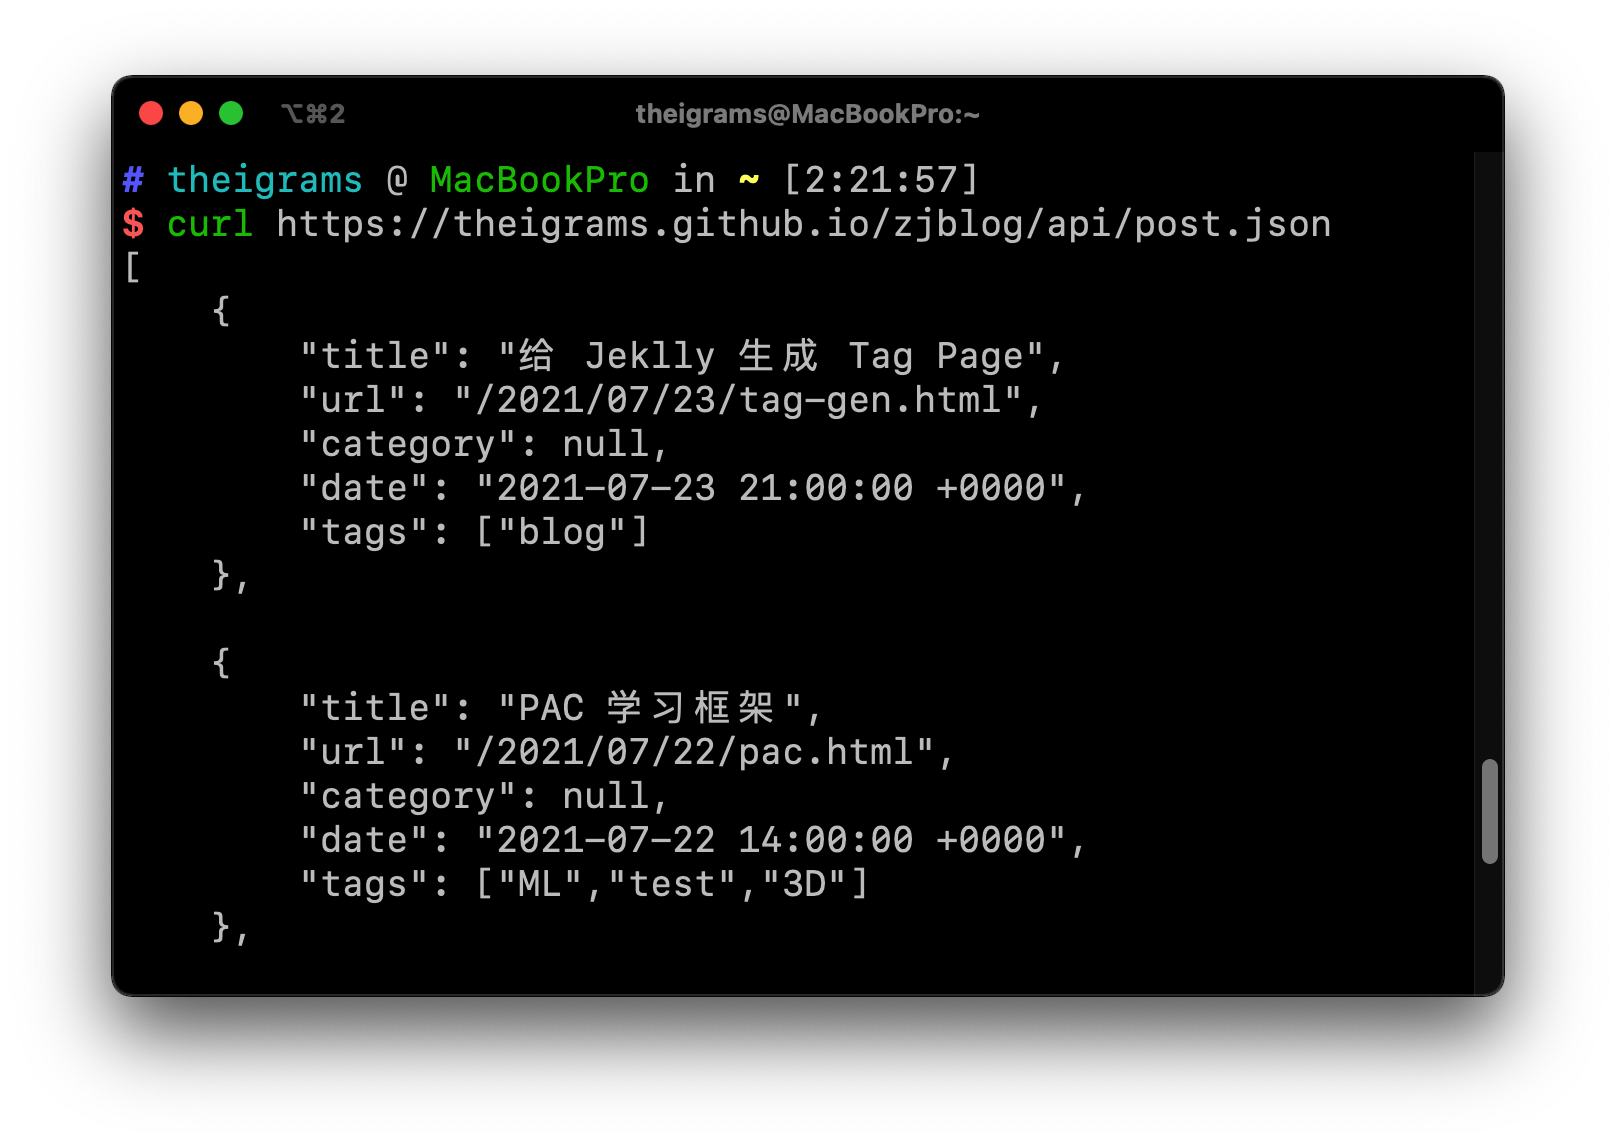 ⌥⌘2 theigrams@MacBookPro:~
# theigrams @ MacBookPro in ~ [2:21:57]
$ curl https://theigrams.github.io/zjblog/api/post.json
[
    {
        "title": "给 Jeklly 生成 Tag Page",
        "url": "/2021/07/23/tag-gen.html",
        "category": null,
        "date": "2021-07-23 21:00:00 +0000",
        "tags": ["blog"]
    },

    {
        "title": "PAC 学习框架",
        "url": "/2021/07/22/pac.html",
        "category": null,
        "date": "2021-07-22 14:00:00 +0000",
        "tags": ["ML","test","3D"]
    },